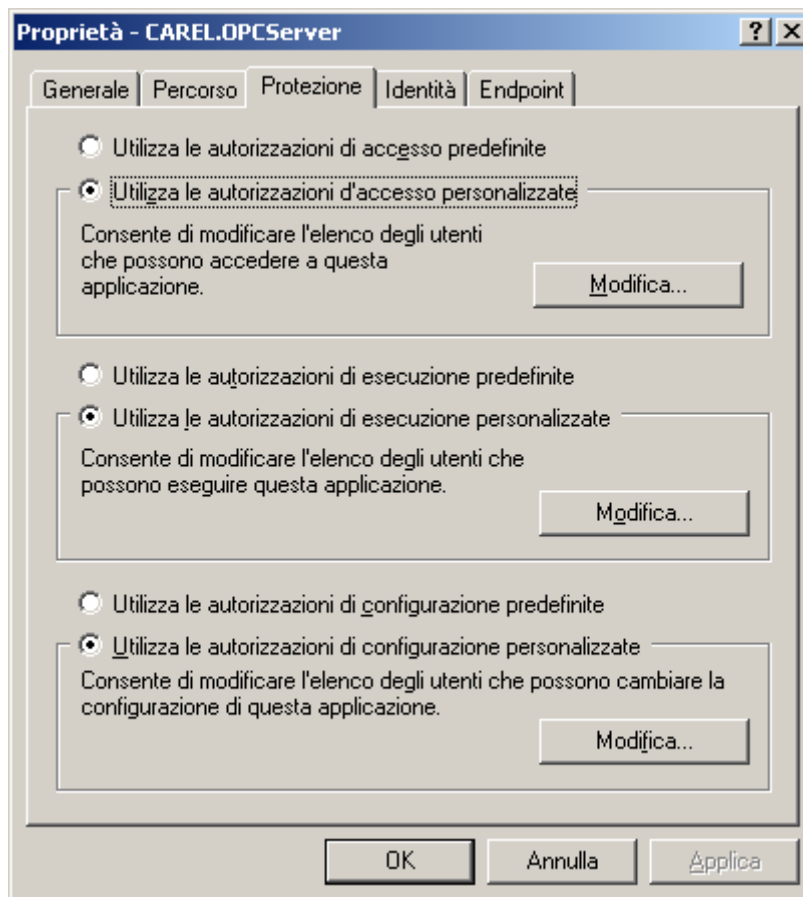 Proprietà - CAREL.OPCServer
Generale Percorso Protezione Identità Endpoint
Utilizza le autorizzazioni di accesso predefinite
Utilizza le autorizzazioni d'accesso personalizzate
Consente di modificare l'elenco degli utenti
che possono accedere a questa
applicazione.
Modifica...
Utilizza le autorizzazioni di esecuzione predefinite
Utilizza le autorizzazioni di esecuzione personalizzate
Consente di modificare l'elenco degli utenti che
possono eseguire questa applicazione.
Modifica...
Utilizza le autorizzazioni di configurazione predefinite
Utilizza le autorizzazioni di configurazione personalizzate
Consente di modificare l'elenco degli utenti che possono cambiare la
configurazione di questa applicazione.
Modifica...
OK Annulla Applica